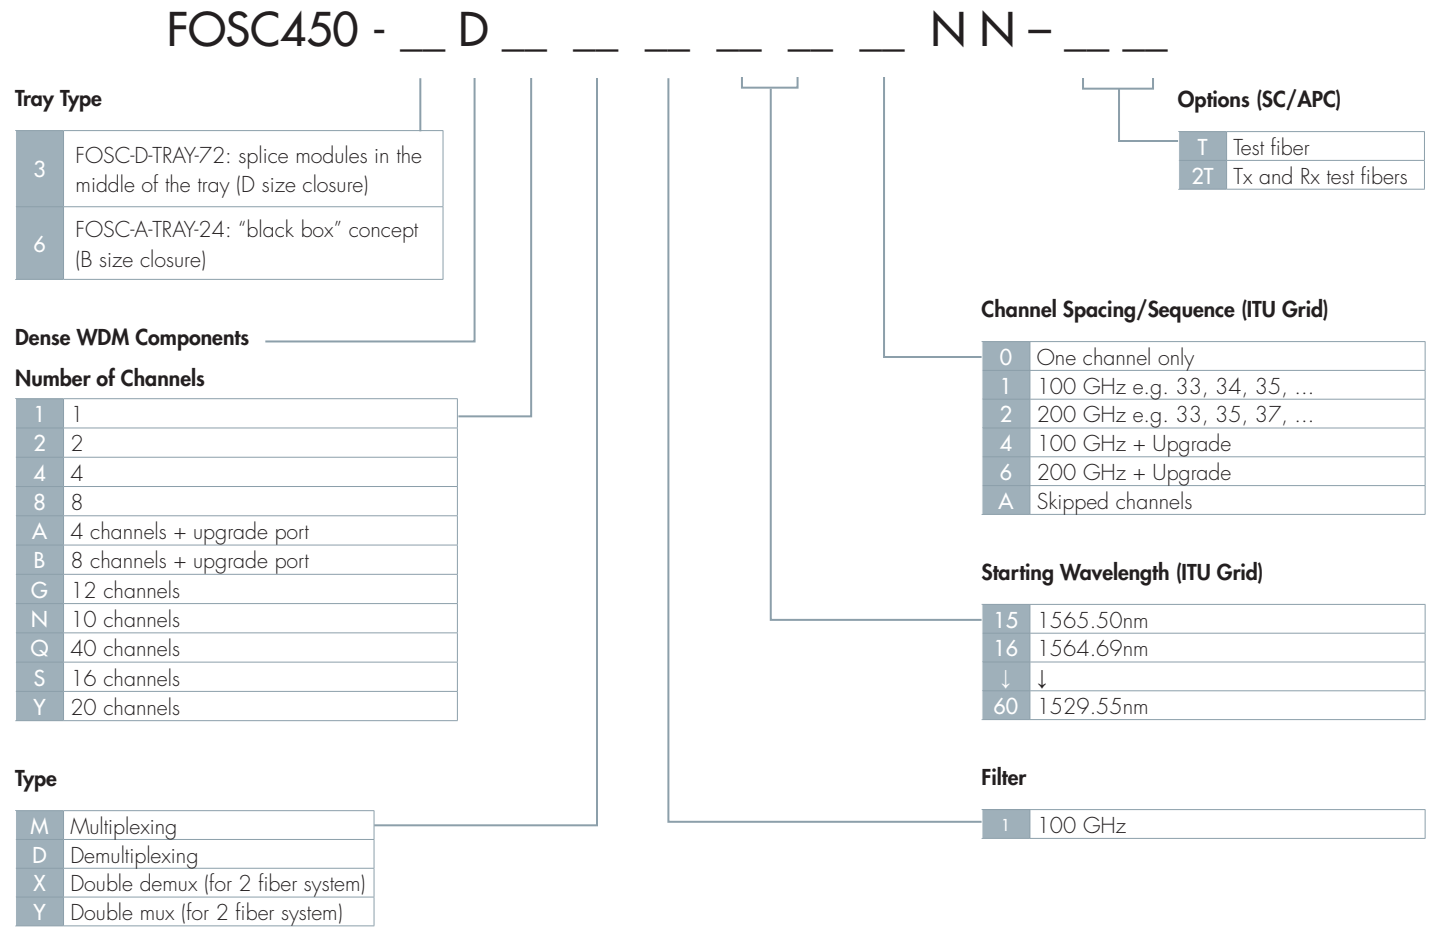 FOSC450 - __ D __ __ __ __ __ __ N N – __ __
Tray Type
3 FOSC-D-TRAY-72: splice modules in the
middle of the tray (D size closure)
6 FOSC-A-TRAY-24: “black box” concept
(B size closure)
Dense WDM Components
Number of Channels
1 1
2 2
4 4
8 8
A 4 channels + upgrade port
B 8 channels + upgrade port
G 12 channels
N 10 channels
Q 40 channels
S 16 channels
Y 20 channels
Type
M Multiplexing
D Demultiplexing
X Double demux (for 2 fiber system)
Y Double mux (for 2 fiber system)
Options (SC/APC)
T Test fiber
2T Tx and Rx test fibers
Channel Spacing/Sequence (ITU Grid)
0 One channel only
1 100 GHz e.g. 33, 34, 35, ...
2 200 GHz e.g. 33, 35, 37, ...
4 100 GHz + Upgrade
6 200 GHz + Upgrade
A Skipped channels
Starting Wavelength (ITU Grid)
15 1565.50nm
16 1564.69nm
↓ ↓
60 1529.55nm
Filter
1 100 GHz